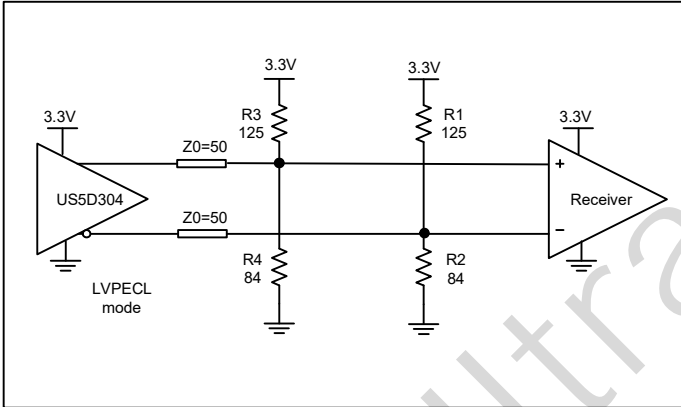 3.3V
3.3V
3.3V
R3
125
R1
125
3.3V
Z0=50
+
US5D304
Receiver
Z0=50
−
R4
84
R2
84
LVPECL
mode
Ultra